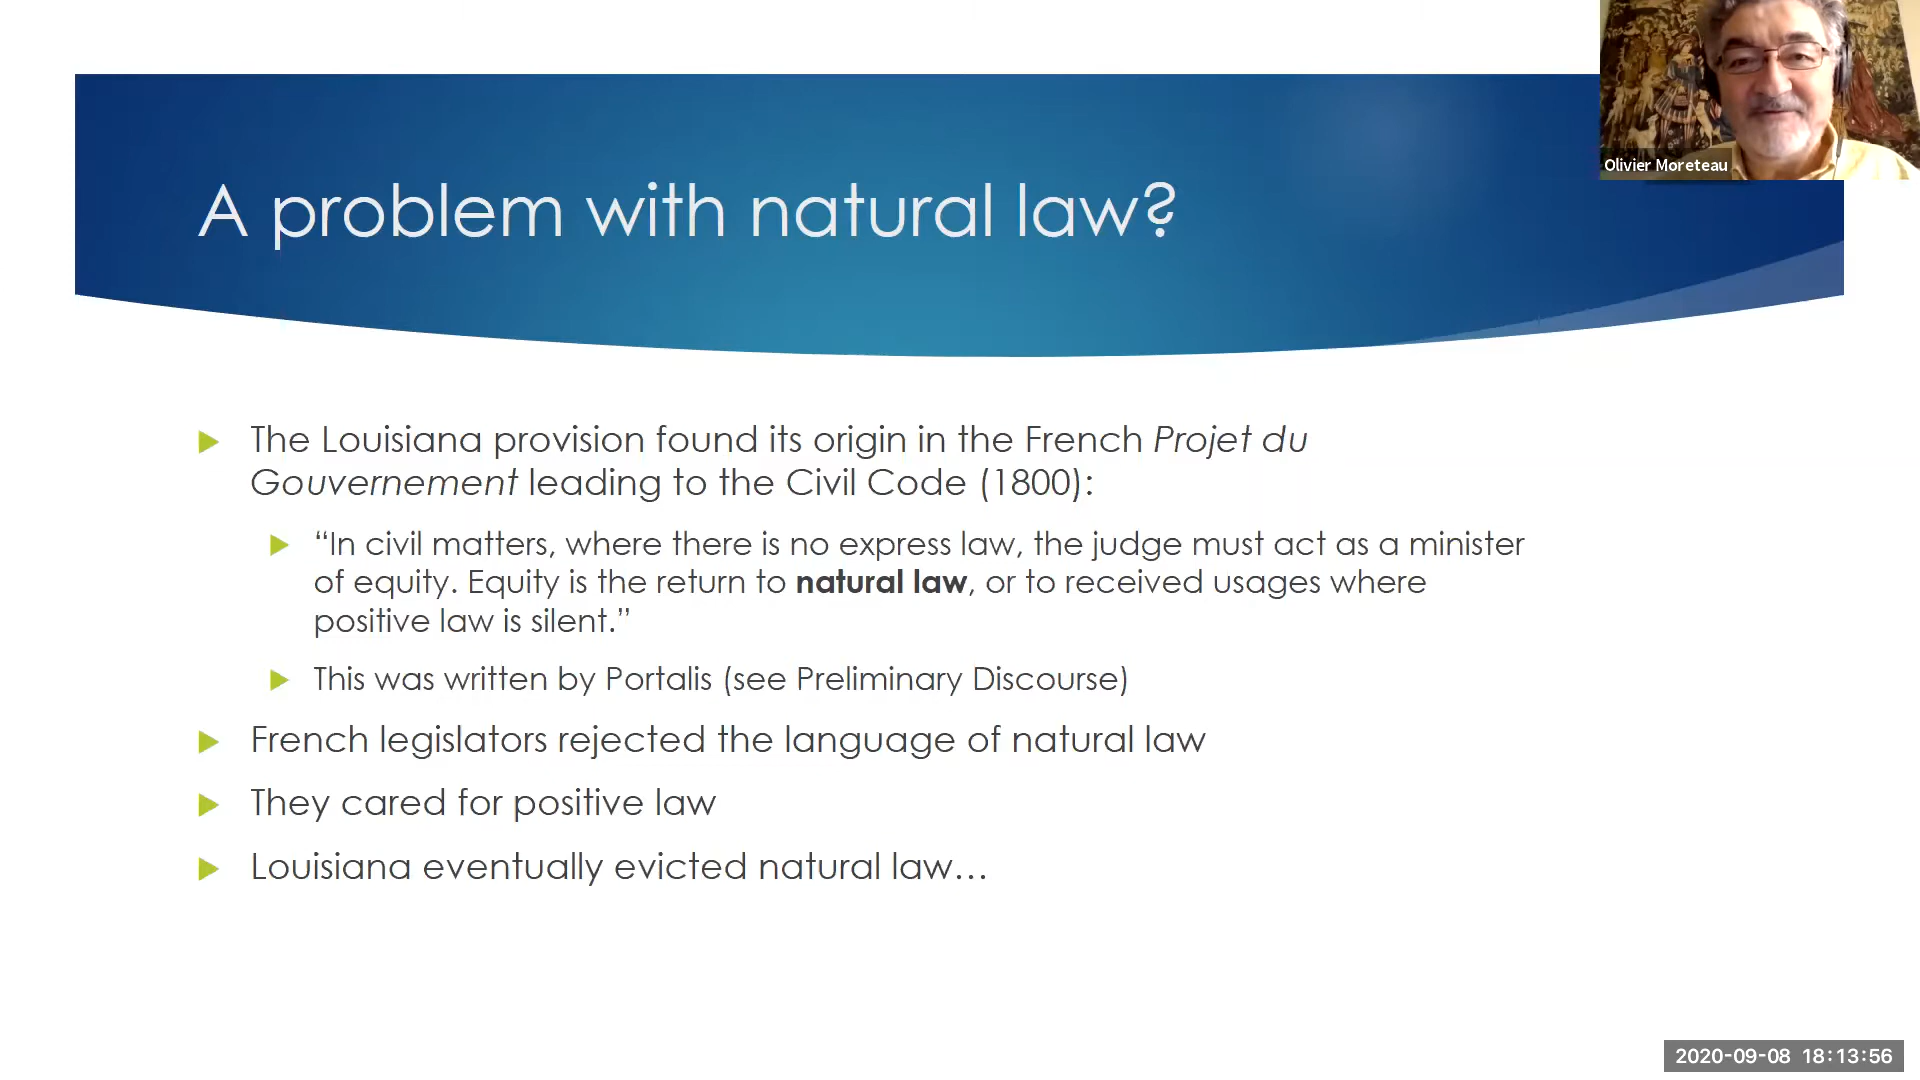 Olivier Moreteau
A problem with natural law?
The Louisiana provision found its origin in the French Projet du
Gouvernement leading to the Civil Code (1800):
“In civil matters, where there is no express law, the judge must act as a minister
of equity. Equity is the return to natural law, or to received usages where
positive law is silent.”
This was written by Portalis (see Preliminary Discourse)
French legislators rejected the language of natural law
They cared for positive law
Louisiana eventually evicted natural law…
2020-09-08 18:13:56